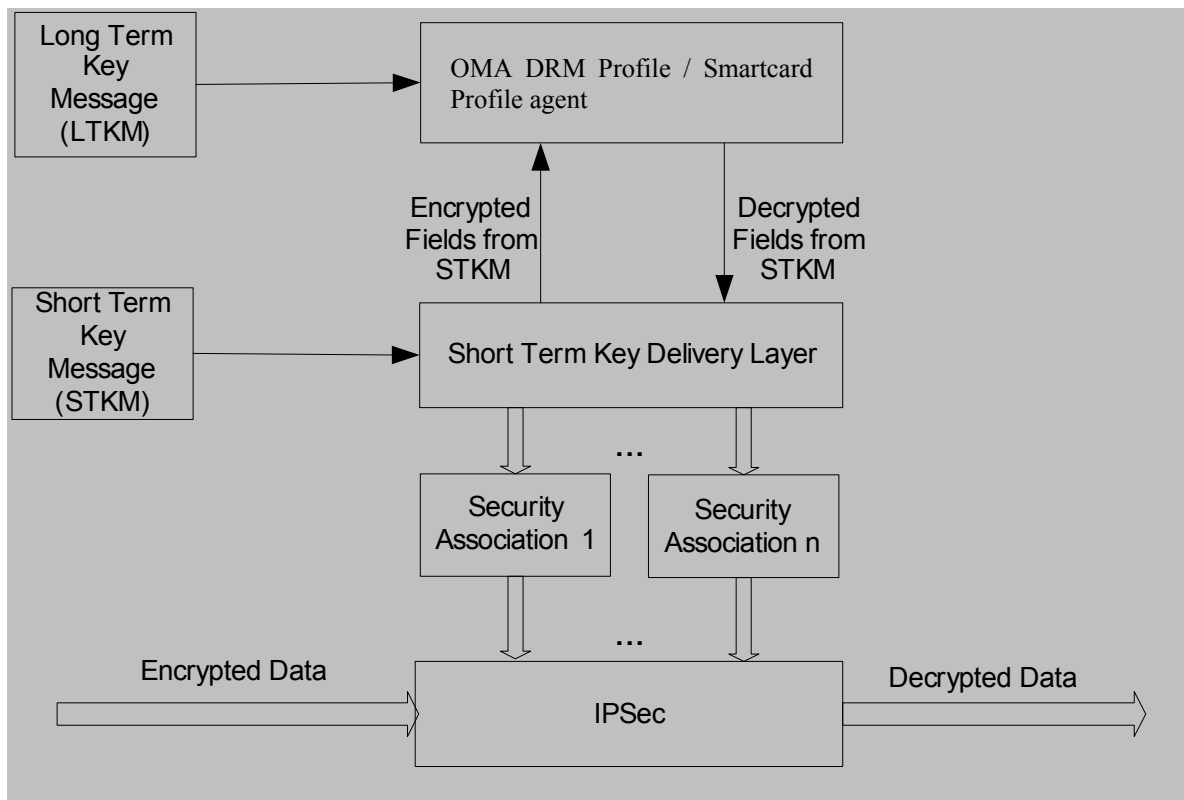 Long Term
Key
Message
(LTKM)
OMA DRM Profile / Smartcard
Profile agent
Encrypted
Fields from
STKM
Decrypted
Fields from
STKM
Short Term
Key
Message
(STKM)
Short Term Key Delivery Layer
...
Security
Association 1
Security
Association n
...
Encrypted Data
IPSec
Decrypted Data